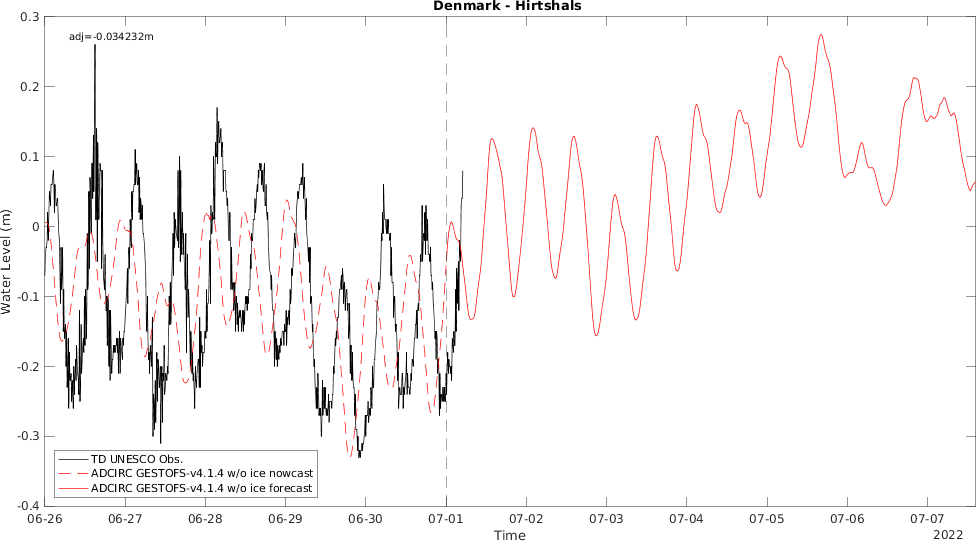 Denmark - Hirtshals
adj=-0.034232m
Water Level (m)
0.3
0.2
0.1
0
-0.1
-0.2
-0.3
-0.4
TD UNESCO Obs.
ADCIRC GESTOFS-v4.1.4 w/o ice nowcast
ADCIRC GESTOFS-v4.1.4 w/o ice forecast
06-26 06-27 06-28 06-29 06-30 07-01 07-02 07-03 07-04 07-05 07-06 07-07
Time
2022